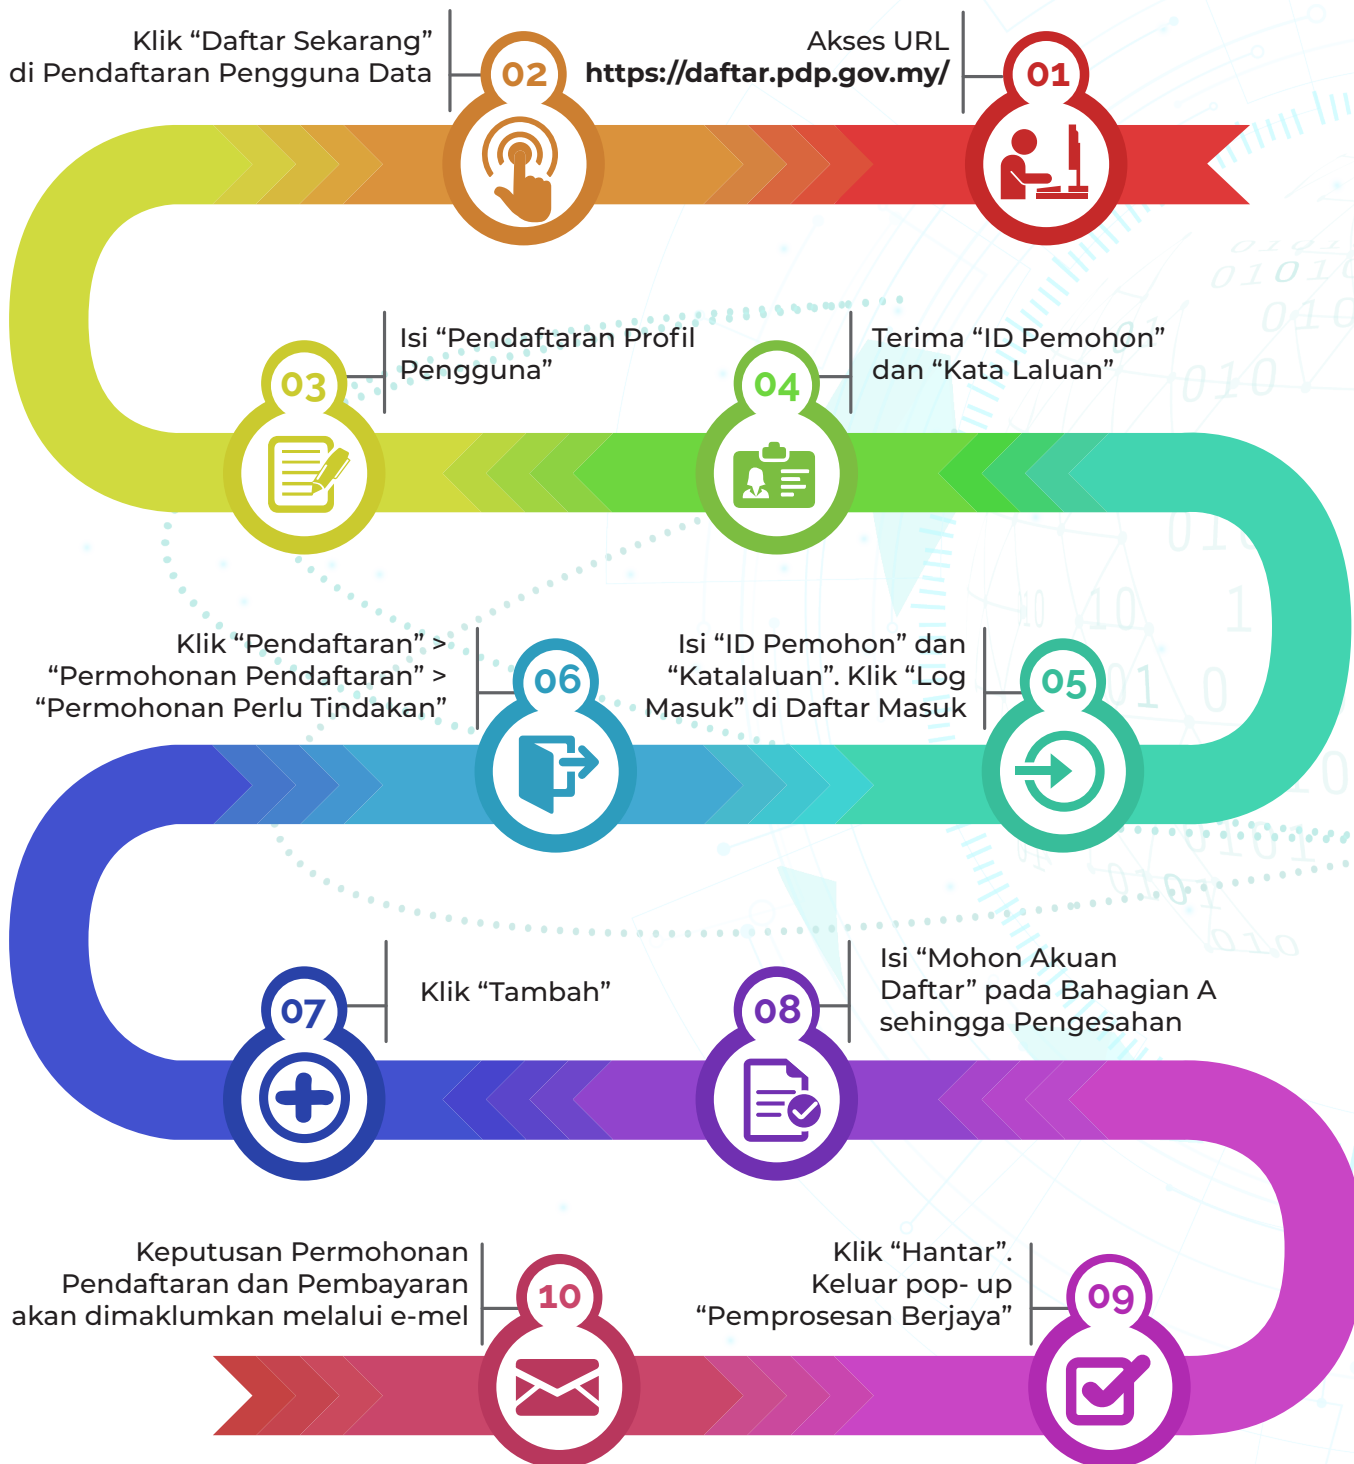 01
Akses URL
https://daftar.pdp.gov.my/
02
Klik “Daftar Sekarang”
di Pendaftaran Pengguna Data
03
Isi “Pendaftaran Profil
Pengguna”
04
Terima “ID Pemohon”
dan “Kata Laluan”
05
Isi “ID Pemohon” dan
“Katalaluan”. Klik “Log
Masuk” di Daftar Masuk
06
Klik “Pendaftaran” >
“Permohonan Pendaftaran” >
“Permohonan Perlu Tindakan”
07
Klik “Tambah”
08
Isi “Mohon Akuan
Daftar” pada Bahagian A
sehingga Pengesahan
09
Klik “Hantar”.
Keluar pop- up
“Pemprosesan Berjaya”
10
Keputusan Permohonan
Pendaftaran dan Pembayaran
akan dimaklumkan melalui e-mel